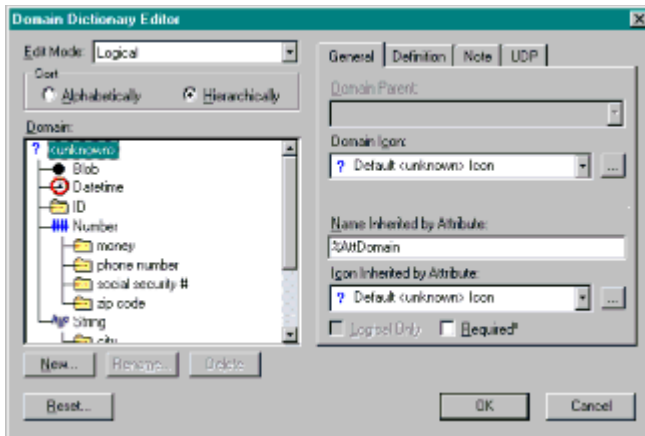 Domain Dictionary Editor
Edit Mode: Logical
Sort
Alphabetically
Hierarchically
Domain:
? <unknown>
Blob
Datetime
ID
Number
money
phone number
social security #
zip code
String
city
New...
Rename...
Delete
Reset...
General
Definition
Note
UDP
Domain Parent:
Domain Icon:
? Default <unknown> Icon
...
Name Inherited by Attribute:
%AttDomain
Icon Inherited by Attribute:
? Default <unknown> Icon
...
Logical Only
Required*
OK
Cancel